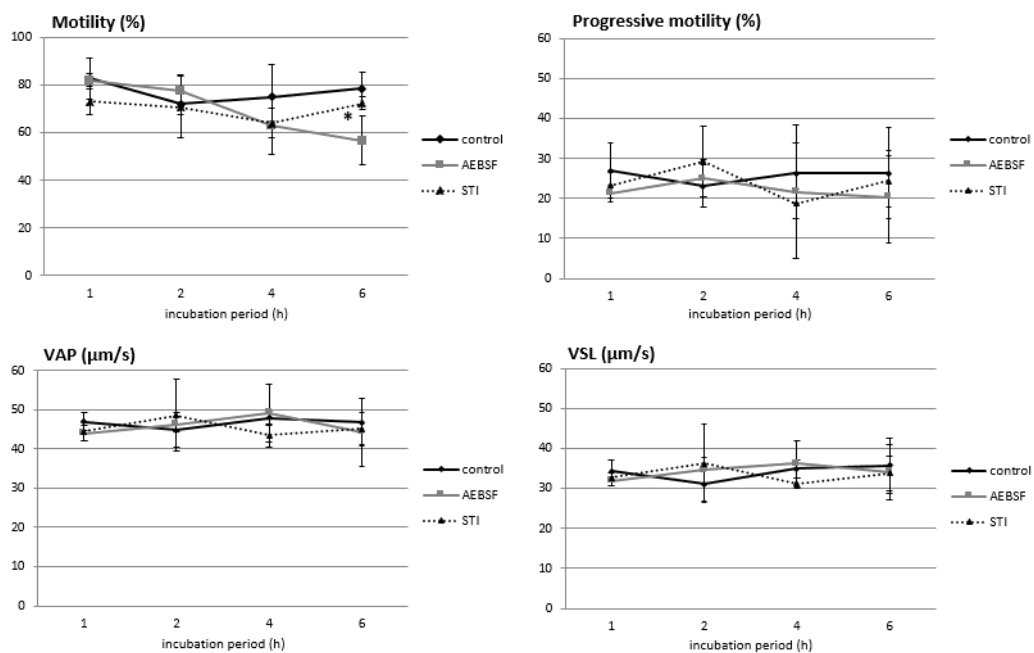 Motility (%)
100
80
60
40
20
0
*
1 2 4 6
incubation period (h)
control
AEBSF
STI
Progressive motility (%)
60
50
40
30
20
10
0
1 2 4 6
incubation period (h)
control
AEBSF
STI
VAP (µm/s)
60
50
40
30
20
10
0
1 2 4 6
incubation period (h)
control
AEBSF
STI
VSL (µm/s)
60
50
40
30
20
10
0
1 2 4 6
incubation period (h)
control
AEBSF
STI